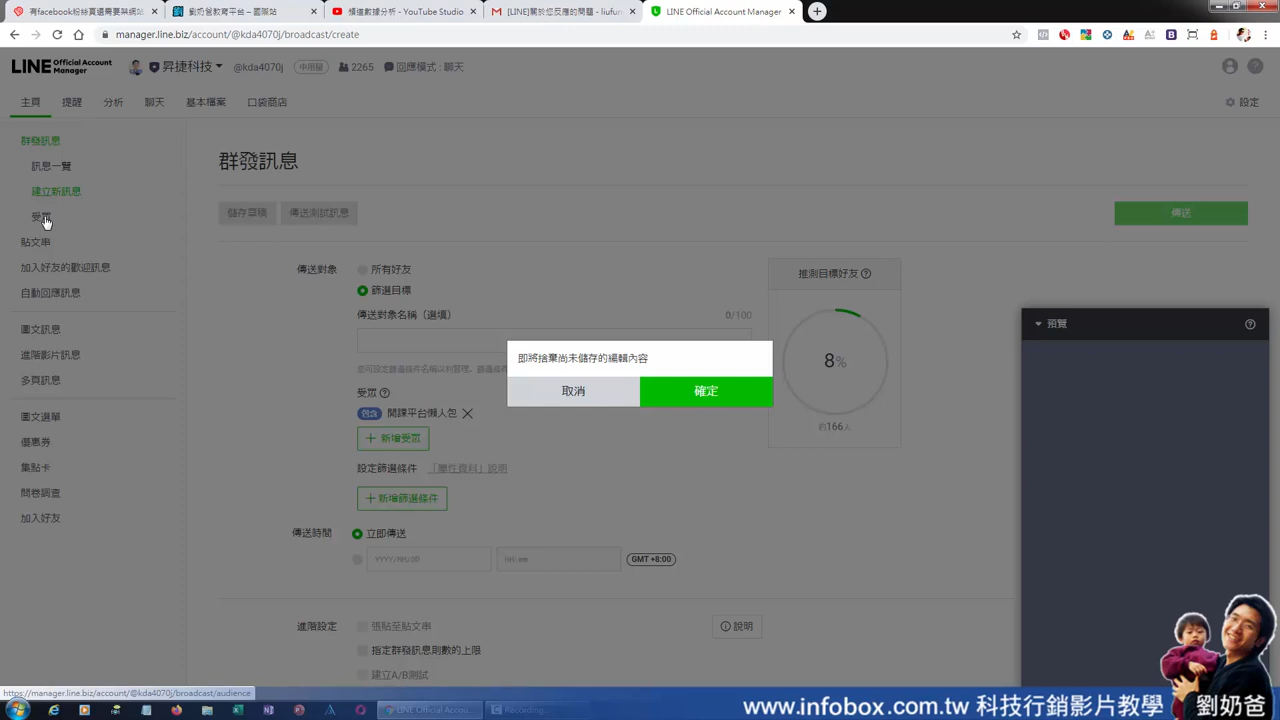 有facebook粉絲頁還需要架網站
劉奶爸教育平台 – 國際站
頻道數據分析 - YouTube Studio
[LINE]關於您反應的問題 - liufun
LINE Official Account Manager
manager.line.biz/account/@kda4070j/broadcast/create
LINE Official Account Manager
昇捷科技
@kda4070j
中用量
2265
回應模式 : 聊天
主頁
提醒
分析
聊天
基本檔案
口袋商店
設定
群發訊息
訊息一覽
建立新訊息
受眾
貼文串
加入好友的歡迎訊息
自動回應訊息
圖文訊息
進階影片訊息
多頁訊息
圖文選單
優惠券
集點卡
問卷調查
加入好友
群發訊息
儲存草稿
傳送測試訊息
傳送
傳送對象
所有好友
篩選目標
傳送對象名稱（選填）
0/100
受眾
包含
開課平台懶人包
+ 新增受眾
設定篩選條件
「屬性資料」說明
+ 新增篩選條件
傳送時間
立即傳送
YYYY/MM/DD
HH:mm
GMT +8:00
進階設定
張貼至貼文串
說明
指定群發訊息則數的上限
建立A/B測試
推測目標好友
8%
約166人
預覽
即將捨棄尚未儲存的編輯內容
取消
確定
https://manager.line.biz/account/@kda4070j/broadcast/audience
LINE Official Accou...
Recording...
www.infobox.com.tw 科技行銷影片教學
劉奶爸